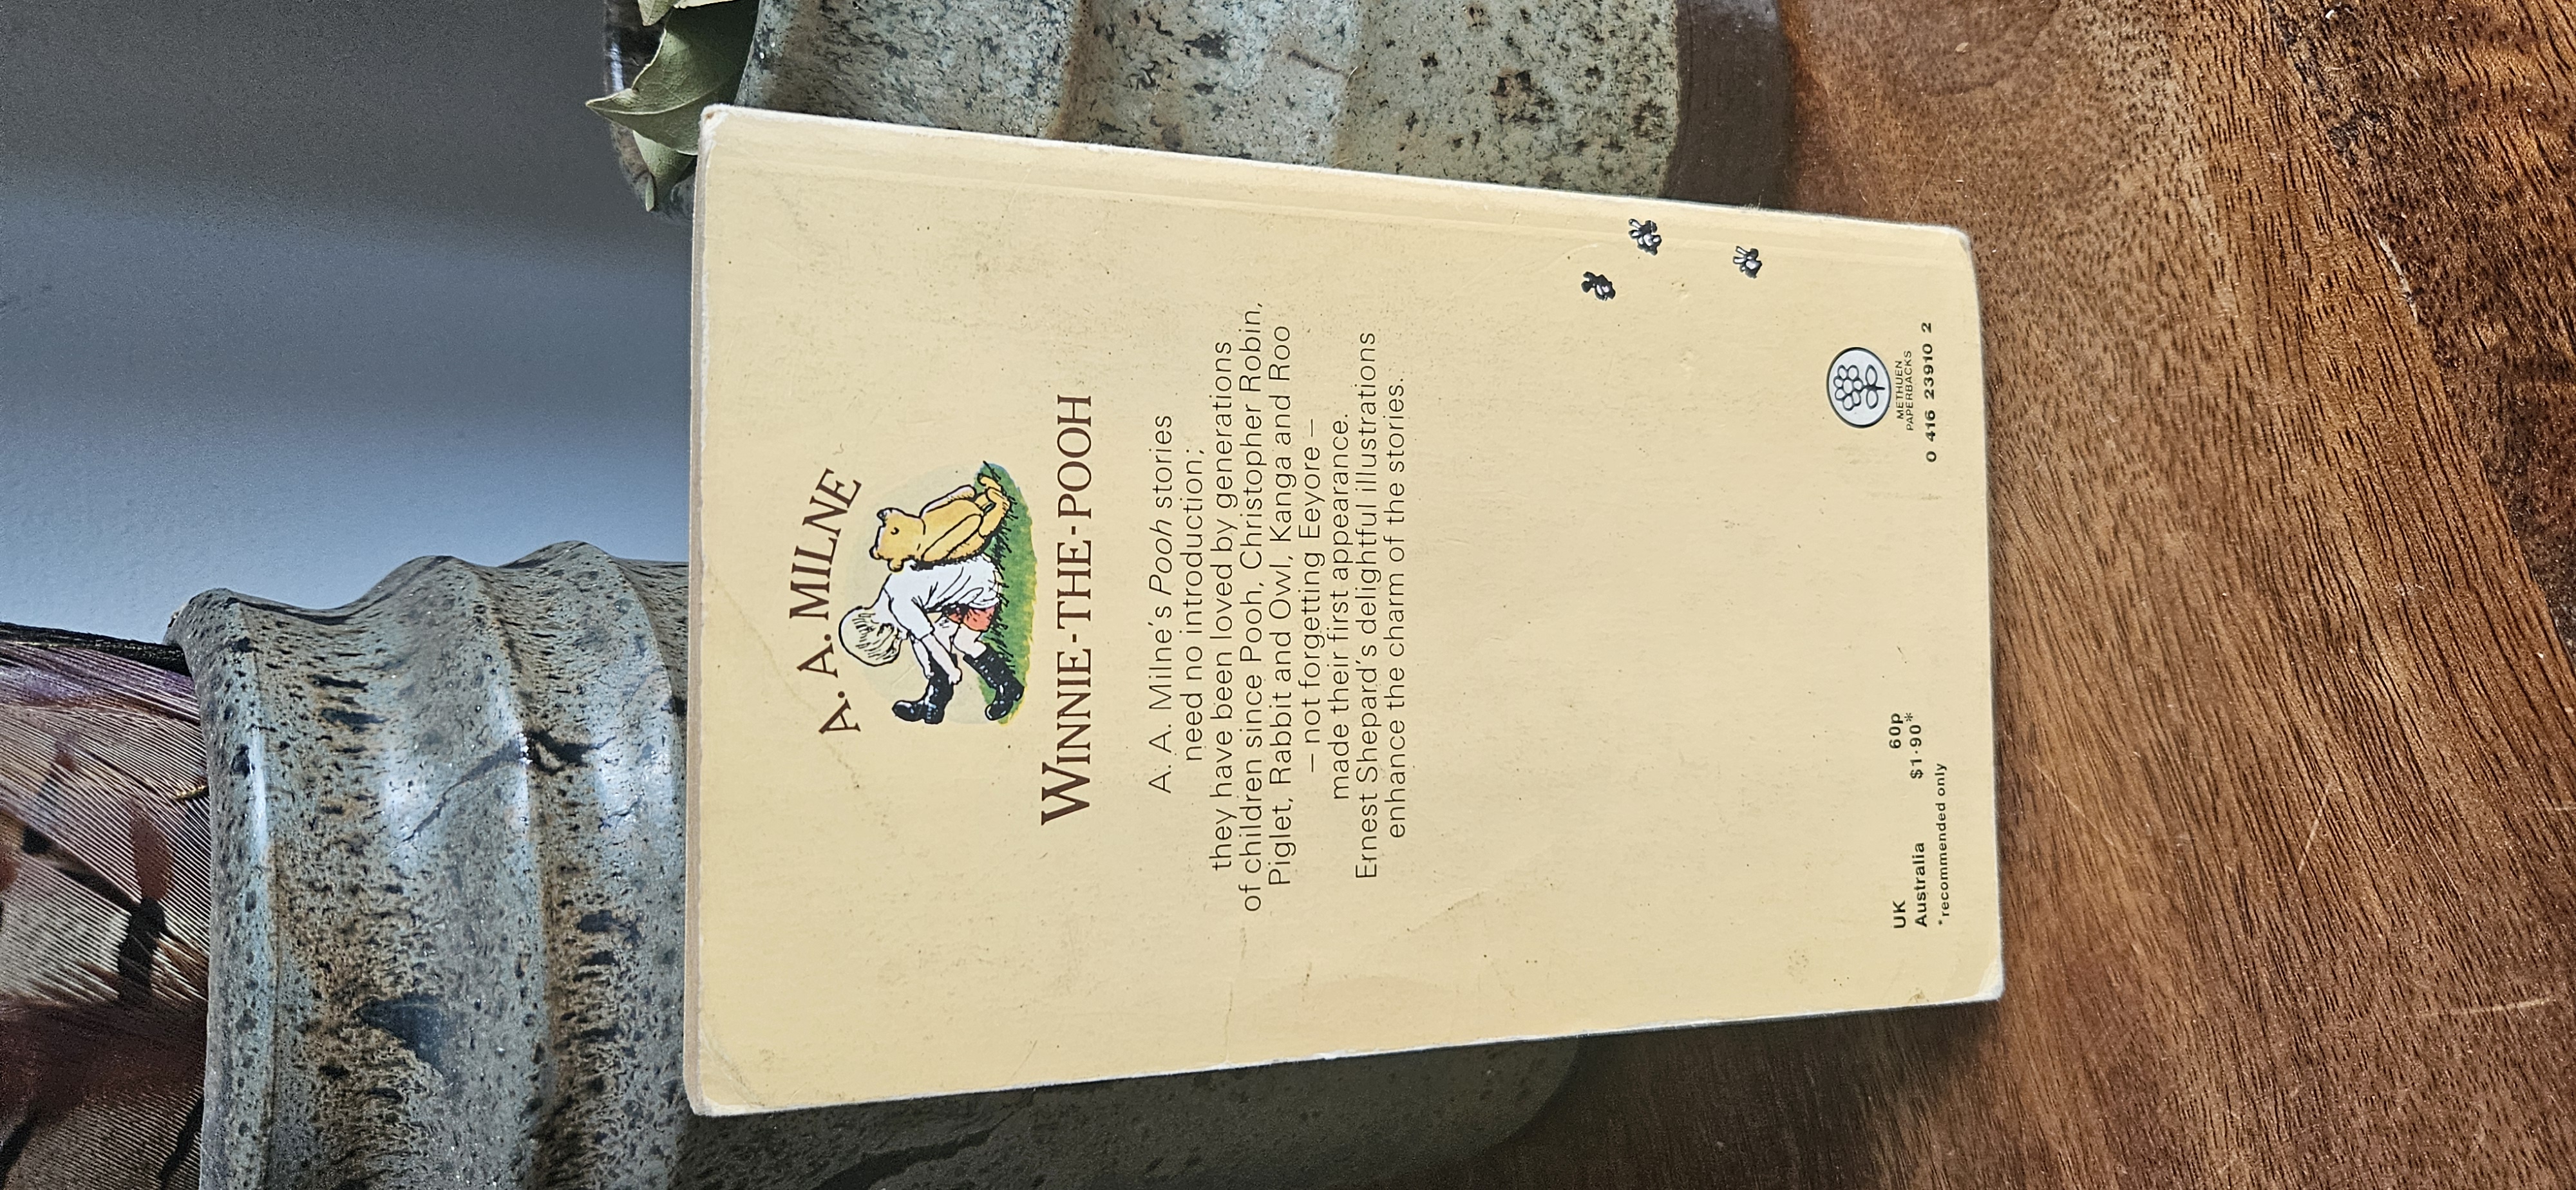 A. A. MILNE
WINNIE-THE-POOH
A. A. Milne's Pooh stories
need no introduction;
they have been loved by generations
of children since Pooh, Christopher Robin,
Piglet, Rabbit and Owl, Kanga and Roo
– not forgetting Eeyore –
made their first appearance.
Ernest Shepard's delightful illustrations
enhance the charm of the stories.
UK 60p
Australia $1·90*
*recommended only
METHUEN
PAPERBACKS
0 416 23910 2